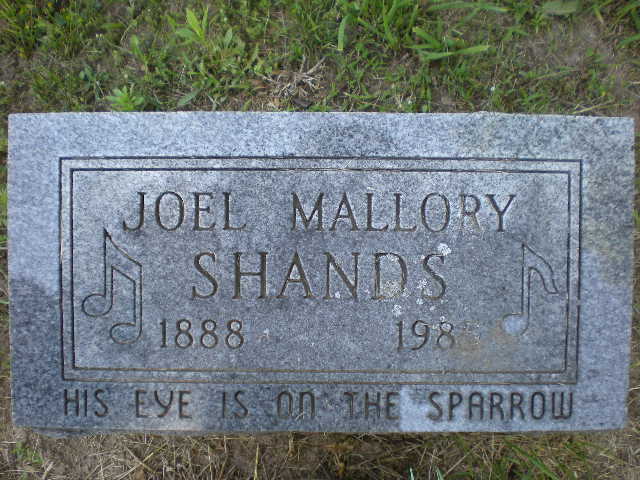 JOEL MALLORY
SHANDS
1888
HIS EYE IS ON THE SPARROW